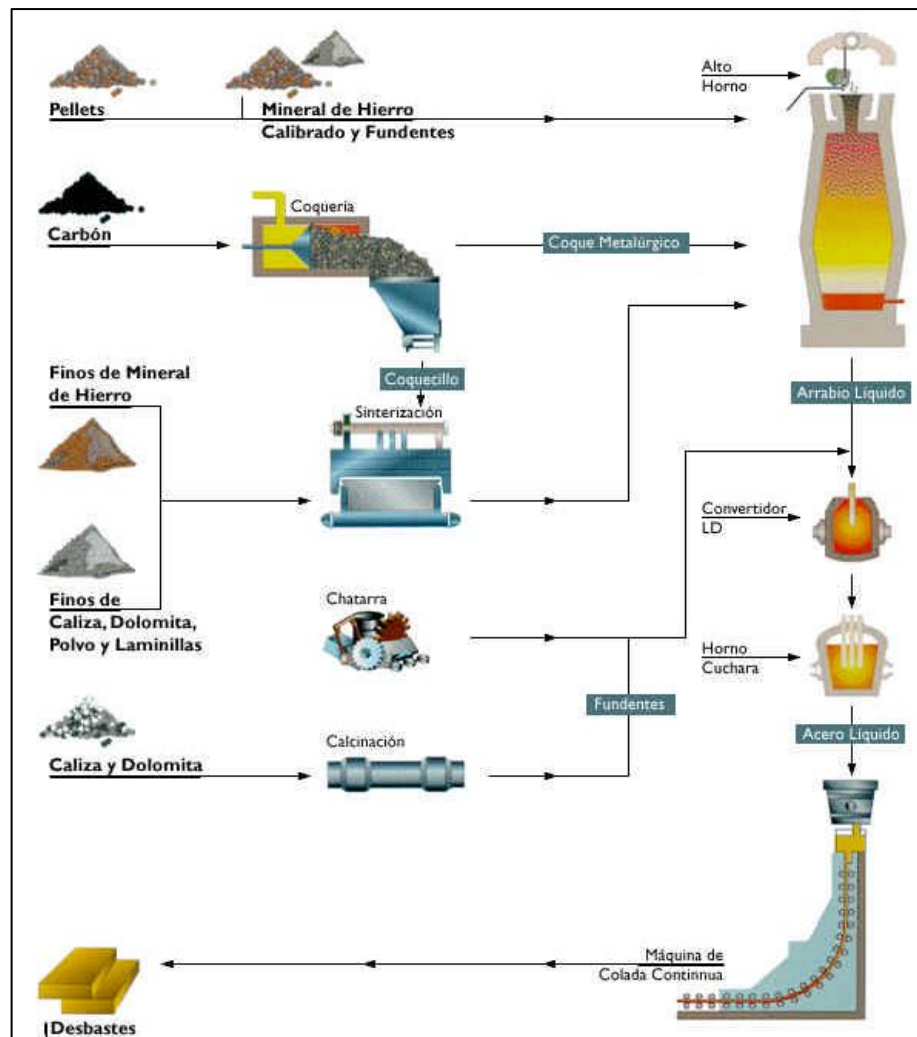 Pellets
Mineral de Hierro
Calibrado y Fundentes
Alto
Horno
Carbón
Coquería
Coque Metalúrgico
Finos de Mineral
de Hierro
Coquecillo
Sinterización
Arrabio Líquido
Convertidor
LD
Finos de
Caliza, Dolomita,
Polvo y Laminillas
Chatarra
Horno
Cuchara
Fundentes
Caliza y Dolomita
Calcinación
Acero Líquido
Máquina de
Colada Continnua
Desbastes